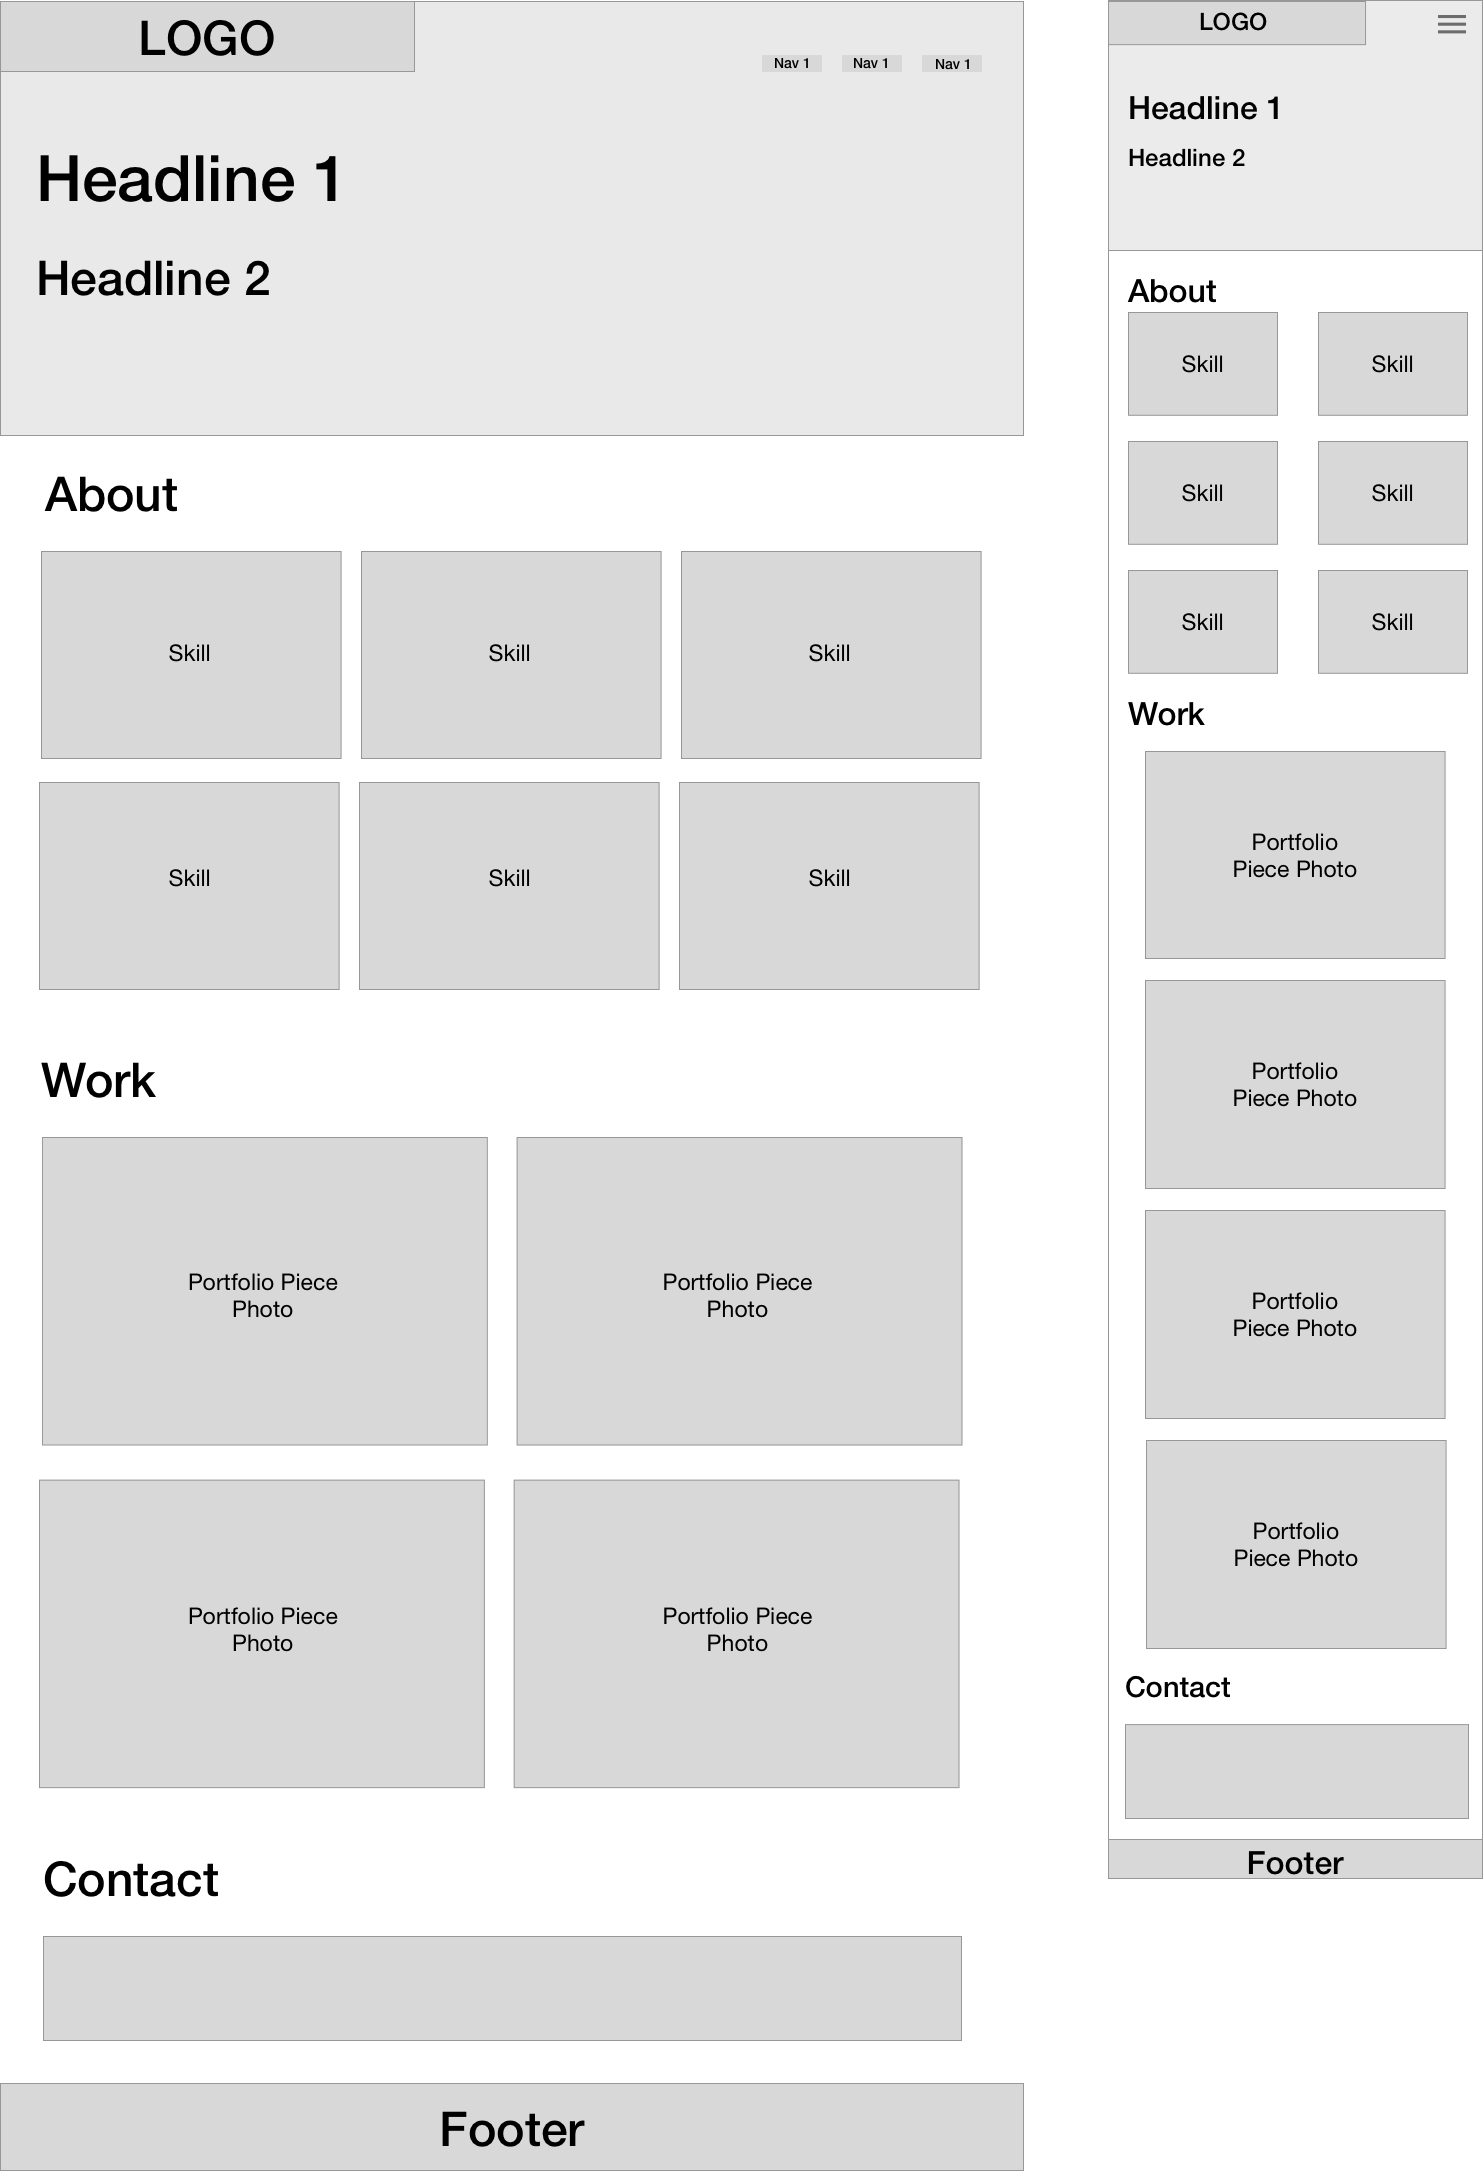 LOGO
Nav 1 Nav 1 Nav 1
Headline 1
Headline 2
About
Skill Skill Skill
Skill Skill Skill
Work
Portfolio Piece
Photo
Portfolio Piece
Photo
Portfolio Piece
Photo
Portfolio Piece
Photo
Contact
Footer
LOGO
Headline 1
Headline 2
About
Skill Skill
Skill Skill
Skill Skill
Work
Portfolio
Piece Photo
Portfolio
Piece Photo
Portfolio
Piece Photo
Portfolio
Piece Photo
Contact
Footer